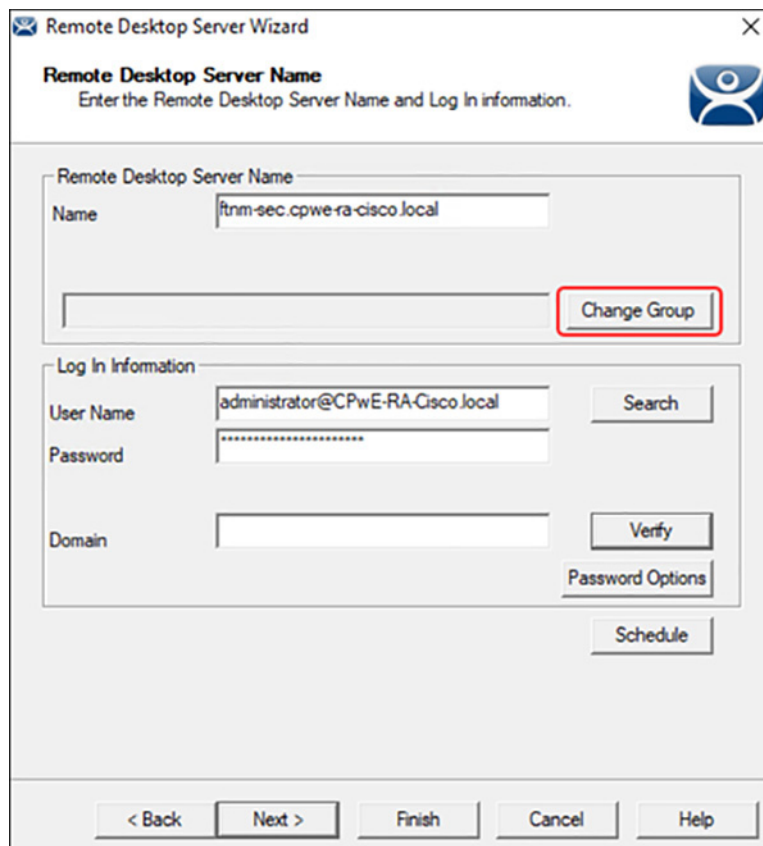 Remote Desktop Server Wizard
Remote Desktop Server Name
Enter the Remote Desktop Server Name and Log In information.
Remote Desktop Server Name
Name ftnm-sec.cpwe-ra-cisco.local
Change Group
Log In Information
User Name administrator@CPwE-RA-Cisco.local Search
Password **********************
Domain Verify
Password Options
Schedule
< Back Next > Finish Cancel Help